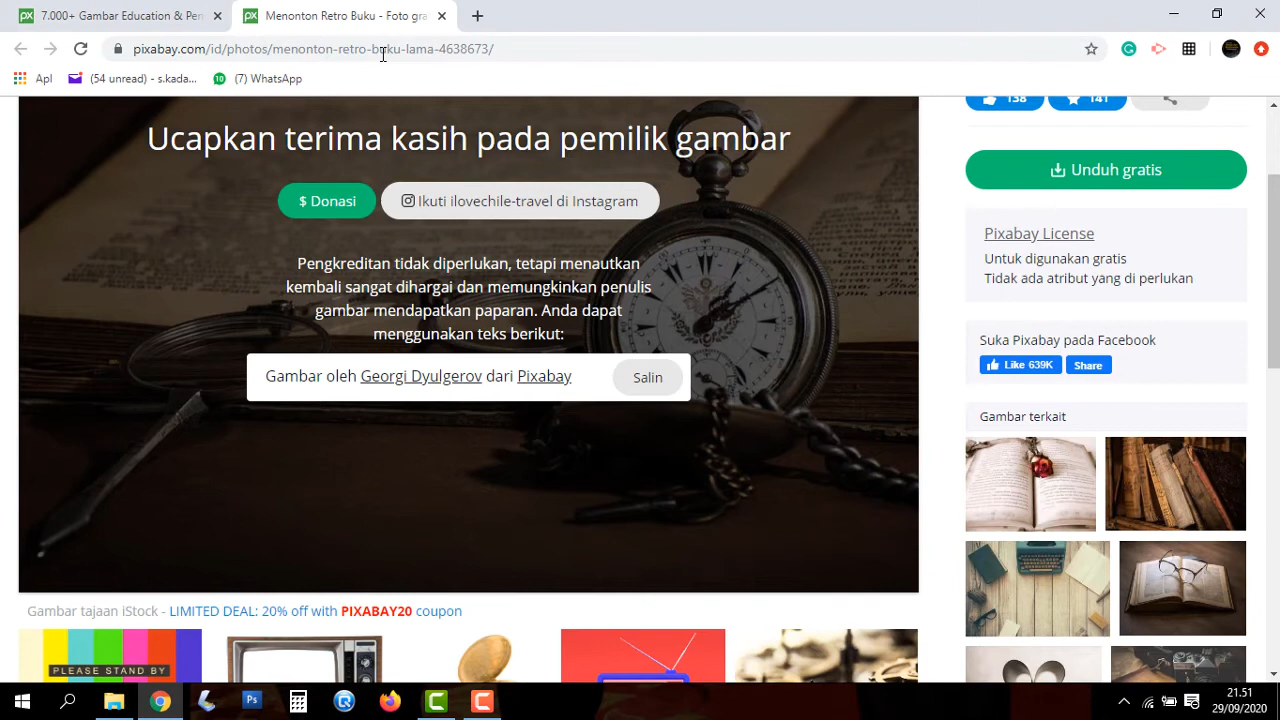 7.000+ Gambar Education & Pen
Menonton Retro Buku - Foto gra
pixabay.com/id/photos/menonton-retro-buku-lama-4638673/
Apl
(54 unread) - s.kada...
10
(7) WhatsApp
138
141
Ucapkan terima kasih pada pemilik gambar
$ Donasi
Ikuti ilovechile-travel di Instagram
Pengkreditan tidak diperlukan, tetapi menautkan
kembali sangat dihargai dan memungkinkan penulis
gambar mendapatkan paparan. Anda dapat
menggunakan teks berikut:
Gambar oleh Georgi Dyulgerov dari Pixabay
Salin
Unduh gratis
Pixabay License
Untuk digunakan gratis
Tidak ada atribut yang di perlukan
Suka Pixabay pada Facebook
Like 639K
Share
Gambar terkait
Gambar tajaan iStock - LIMITED DEAL: 20% off with PIXABAY20 coupon
PLEASE STAND BY
Ps
21.51
29/09/2020